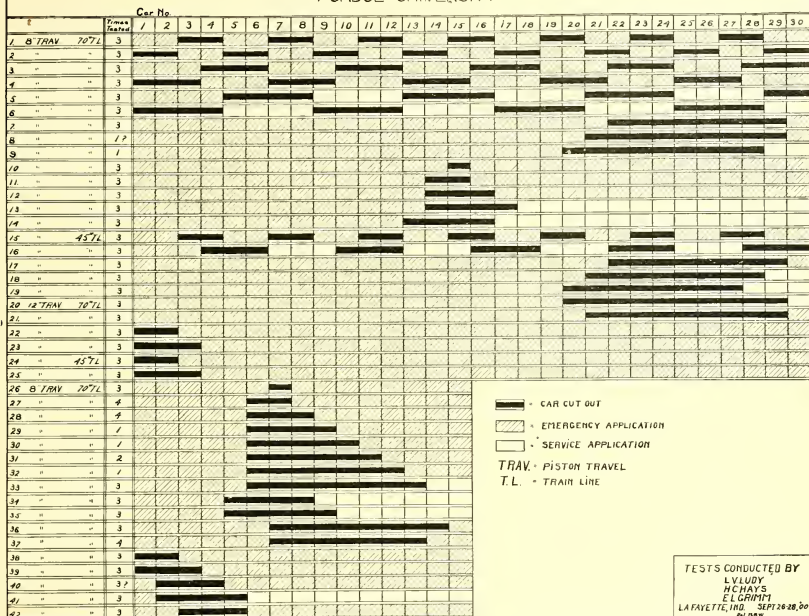 PURDUE UNIVERSITY
Car No.
t Times Tested 1 2 3 4 5 6 7 8 9 10 11 12 13 14 15 16 17 18 19 20 21 22 23 24 25 26 27 28 29 30
1. 8"TRAV 70"TL 3
2 " " 3
3 " " 3
4 " " 3
5 " " 3
6 " " 3
7 " " 3
8 " " 1?
9 " " 1
10 " " 3
11. " " 3
12 " " 3
13 " " 3
14 " " 3
15 " 45"TL 3
16 " " 3
17 " " 3
18 " " 3
19 " " 3
20 12"TRAV 70"TL 3
21. " " 3
22 " " 3
23 " " 3
24 " 45"TL 3
25 " " 3
26 8"TRAV 70"TL 3
27 " " 4
28 " " 4
29 " " 1
30 " " 1
31 " " 2
32 " " 1
33 " " 3
34 " " 3
35 " " 3
36 " " 3
37 " " 4
38 " " 3
39 " " 3
40 " " 3?
41 " " 3
42 " " 3
- CAR CUT OUT
- EMERGENCY APPLICATION
- SERVICE APPLICATION
TRAV. - PISTON TRAVEL
T.L. - TRAIN LINE
TESTS CONDUCTED BY
L.V.LUDY
H.C.HAYS
E.L.GRIMM
LAFAYETTE, IND. SEPT 26-28, 00